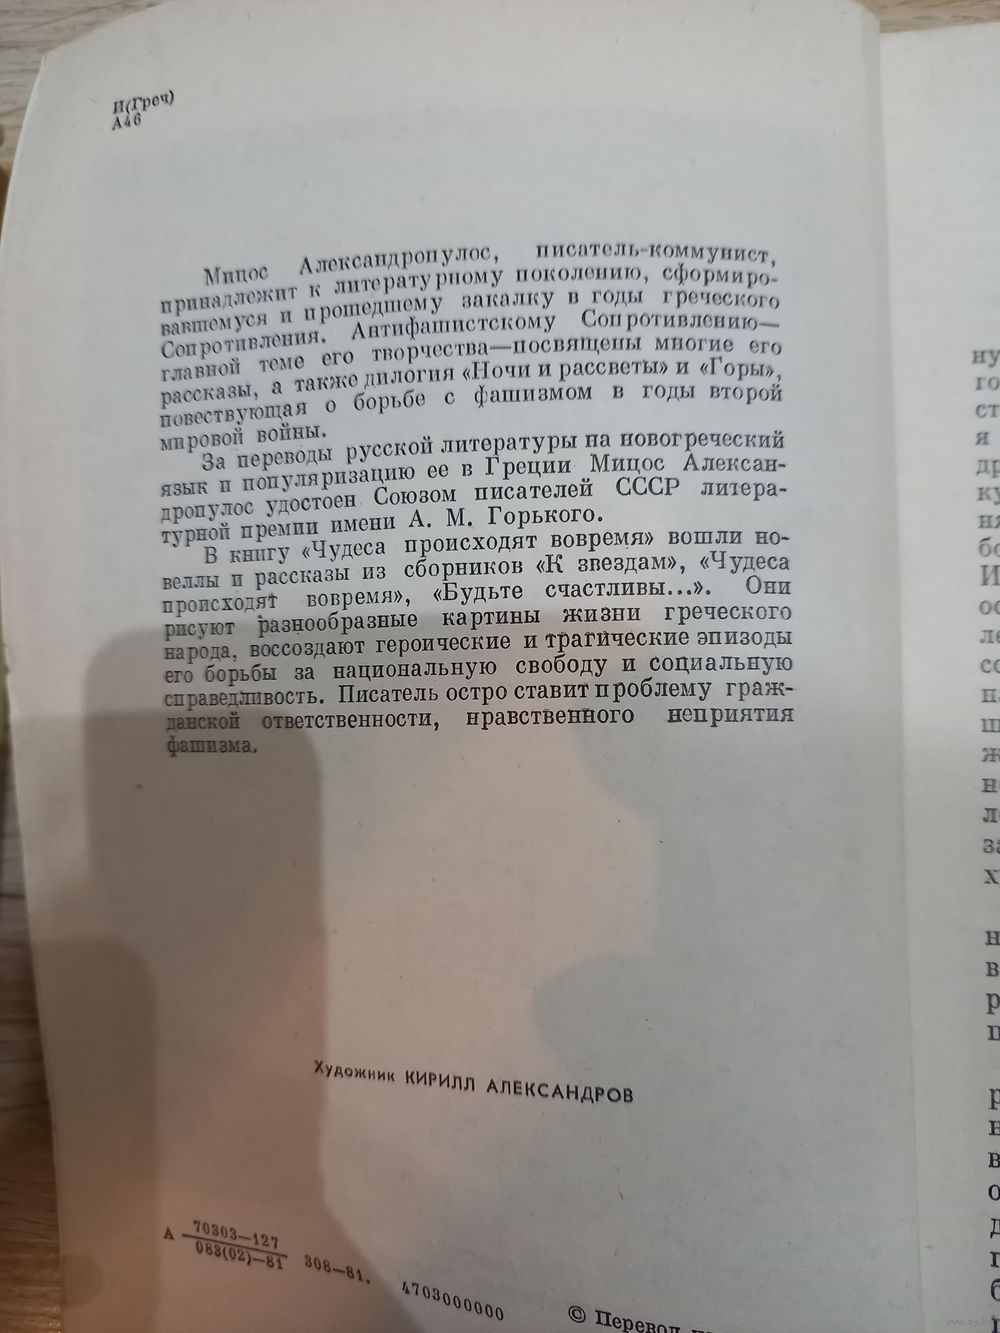 И(Греч)
А46
Мицос Александропулос, писатель-коммунист,
принадлежит к литературному поколению, сформиро-
вавшемуся и прошедшему закалку в годы греческого
Сопротивления. Антифашистскому Сопротивлению—
главной теме его творчества—посвящены многие его
рассказы, а также дилогия «Ночи и рассветы» и «Горы»,
повествующая о борьбе с фашизмом в годы второй
мировой войны.
За переводы русской литературы на новогреческий
язык и популяризацию ее в Греции Мицос Алексан-
дропулос удостоен Союзом писателей СССР литера-
турной премии имени А. М. Горького.
В книгу «Чудеса происходят вовремя» вошли но-
веллы и рассказы из сборников «К звездам», «Чудеса
происходят вовремя», «Будьте счастливы...». Они
рисуют разнообразные картины жизни греческого
народа, воссоздают героические и трагические эпизоды
его борьбы за национальную свободу и социальную
справедливость. Писатель остро ставит проблему граж-
данской ответственности, нравственного неприятия
фашизма.
Художник КИРИЛЛ АЛЕКСАНДРОВ
А 70303—127
083(02)—81 308—81. 4703000000
© Перевод